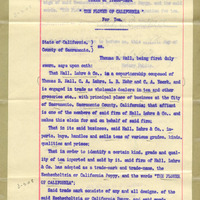 "THE FLOWER OF CALIFORNIA"
For Tea.
State of California,
County of Sacramento,
ss.
Thomas B. Hall, being first duly
sworn, says upon oath:
That Hall, Luhrs & Co., is a copartnership composed of
Thomas B. Hall, C. A. Luhrs, and C. A. Zoeth, and is
engaged in trade as wholesale dealers in tea and other
groceries etc., with principal place of business at the City of
Sacramento, Sacramento County, California; that affiant is
one of the members of said firm of Hall, Luhrs & Co., and
makes this claim for and on behalf of said firm.
That in its said business, said Hall, Luhrs & Co., im-
ports, buys, bundles and sells teas of various grades, kinds,
qualities and prices;
That in order to identify a certain kind, grade and qual-
ity of tea imported and sold by it, said firm of Hall, Luhrs
& Co. has adopted as a trade-mark and trade-name, the
Eschscholtzia or California Poppy, and the words "THE FLOWER
OF CALIFORNIA";
Said trade mark consists of any and all designs, of the
said Eschscholtzia or California Poppy, and said words